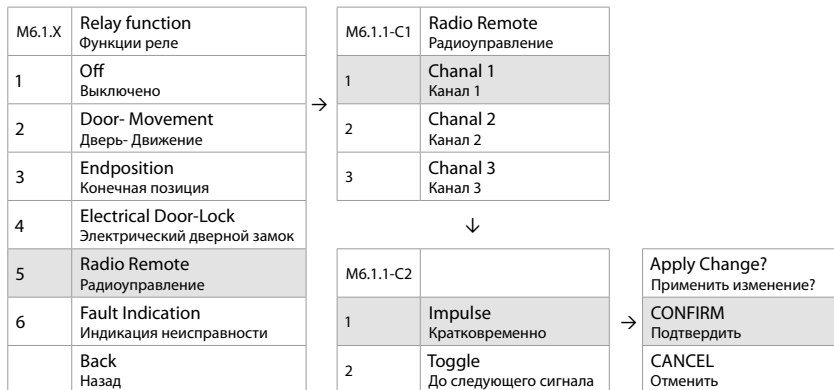 M6.1.X
Relay function
Функции реле
1
Off
Выключено
2
Door- Movement
Дверь- Движение
3
Endposition
Конечная позиция
4
Electrical Door-Lock
Электрический дверной замок
5
Radio Remote
Радиоуправление
6
Fault Indication
Индикация неисправности
Back
Назад
→
M6.1.1-C1
Radio Remote
Радиоуправление
1
Chanal 1
Канал 1
2
Chanal 2
Канал 2
3
Chanal 3
Канал 3
↓
M6.1.1-C2
1
Impulse
Кратковременно
2
Toggle
До следующего сигнала
→
Apply Change?
Применить изменение?
CONFIRM
Подтвердить
CANCEL
Отменить